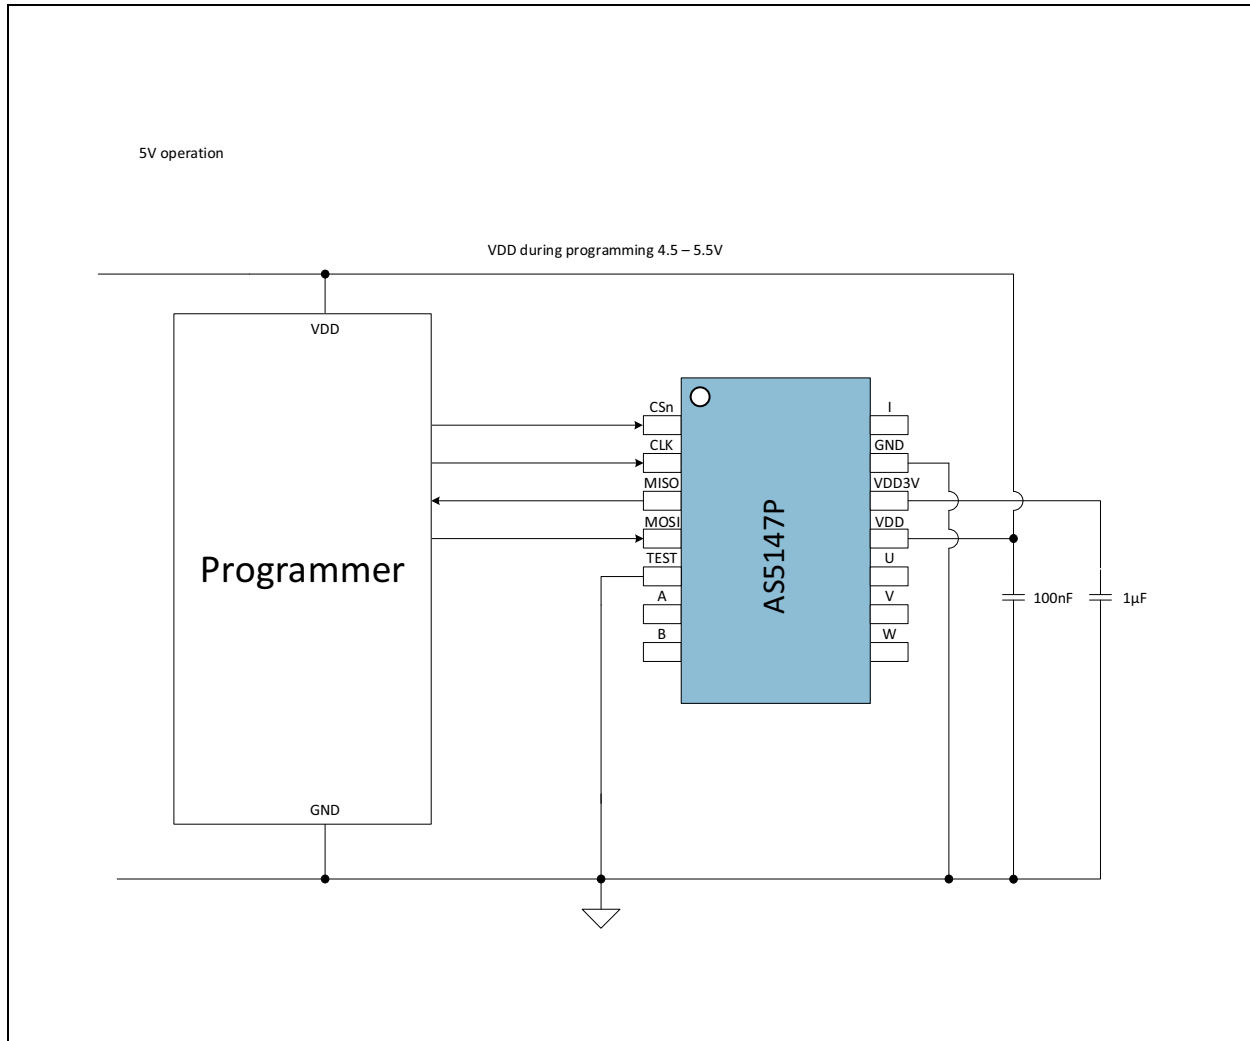 5V operation
VDD during programming 4.5 – 5.5V
VDD
Programmer
GND
CSn
CLK
MISO
MOSI
TEST
A
B
AS5147P
I
GND
VDD3V
VDD
U
V
W
100nF
1µF